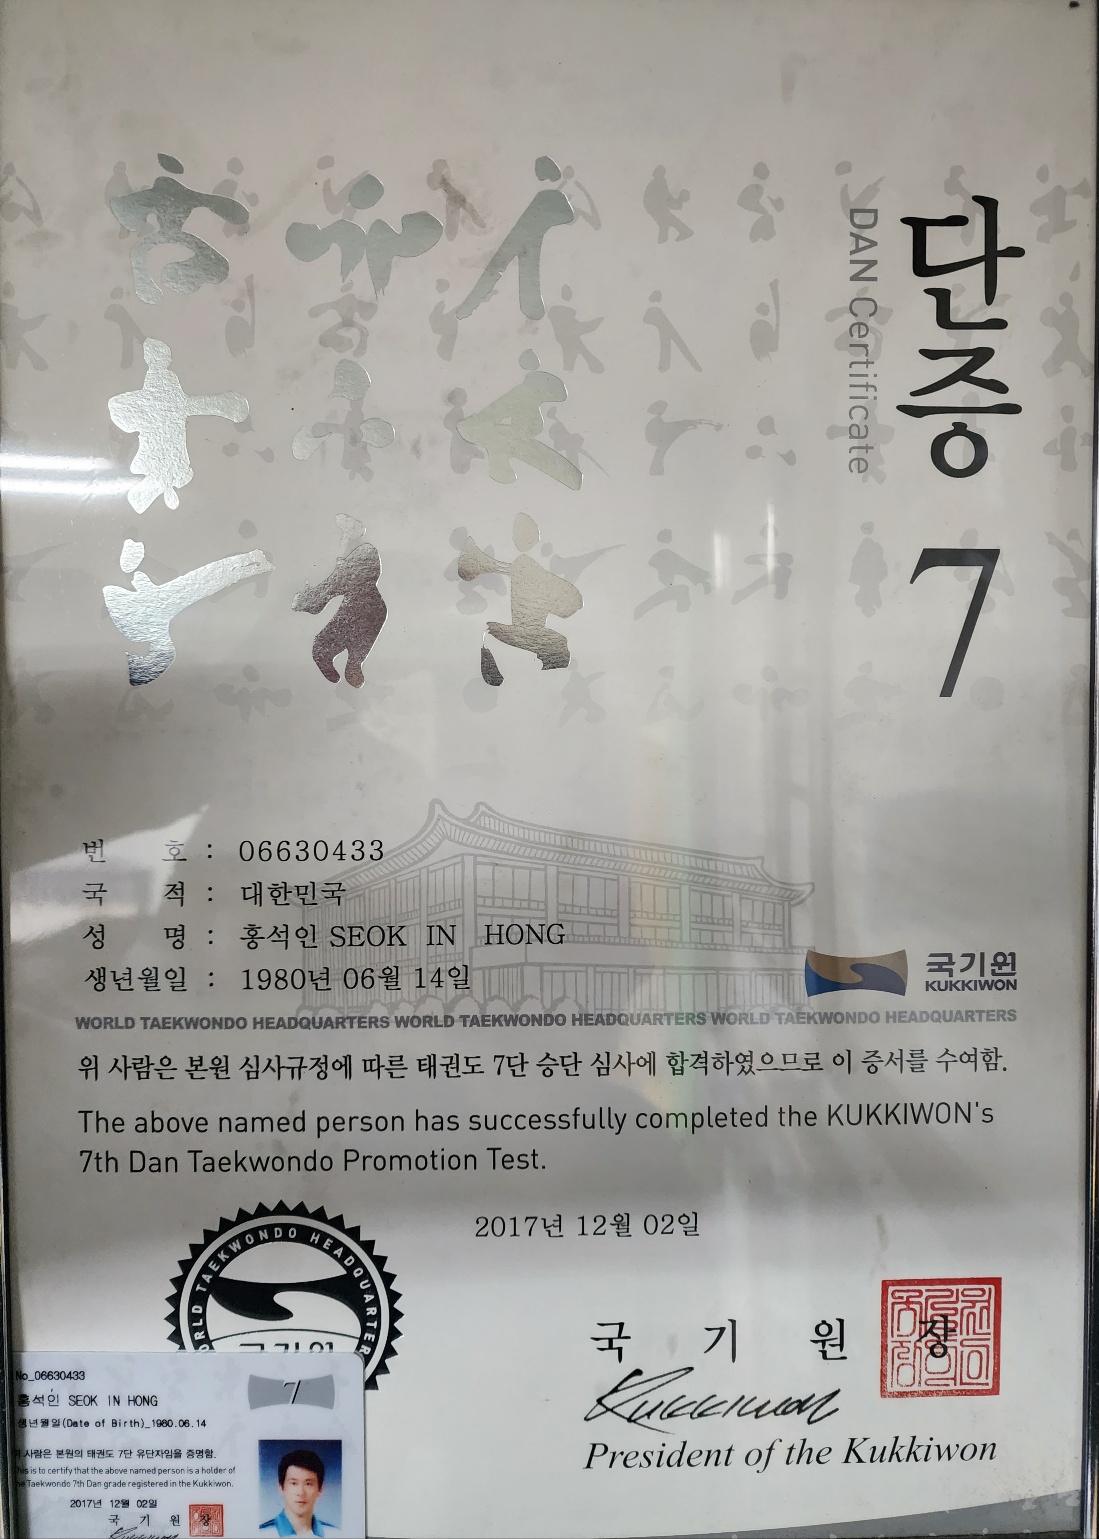 단증 7
DAN Certificate
번 호 : 06630433
국 적 : 대한민국
성 명 : 홍석인 SEOK IN HONG
생년월일 : 1980년 06월 14일
국기원
KUKKIWON
WORLD TAEKWONDO HEADQUARTERS WORLD TAEKWONDO HEADQUARTERS WORLD TAEKWONDO HEADQUARTERS
위 사람은 본원 심사규정에 따른 태권도 7단 승단 심사에 합격하였으므로 이 증서를 수여함.
The above named person has successfully completed the KUKKIWON's
7th Dan Taekwondo Promotion Test.
2017년 12월 02일
WORLD TAEKWONDO HEADQUARTER
국기원
국 기 원 장
Kukkiwon
President of the Kukkiwon
No_06630433
7
홍석인 SEOK IN HONG
생년월일(Date of Birth)_1980.06.14
위 사람은 본원의 태권도 7단 유단자임을 증명함.
This is to certify that the above named person is a holder of
the Taekwondo 7th Dan grade registered in the Kukkiwon.
2017년 12월 02일
국 기 원 장